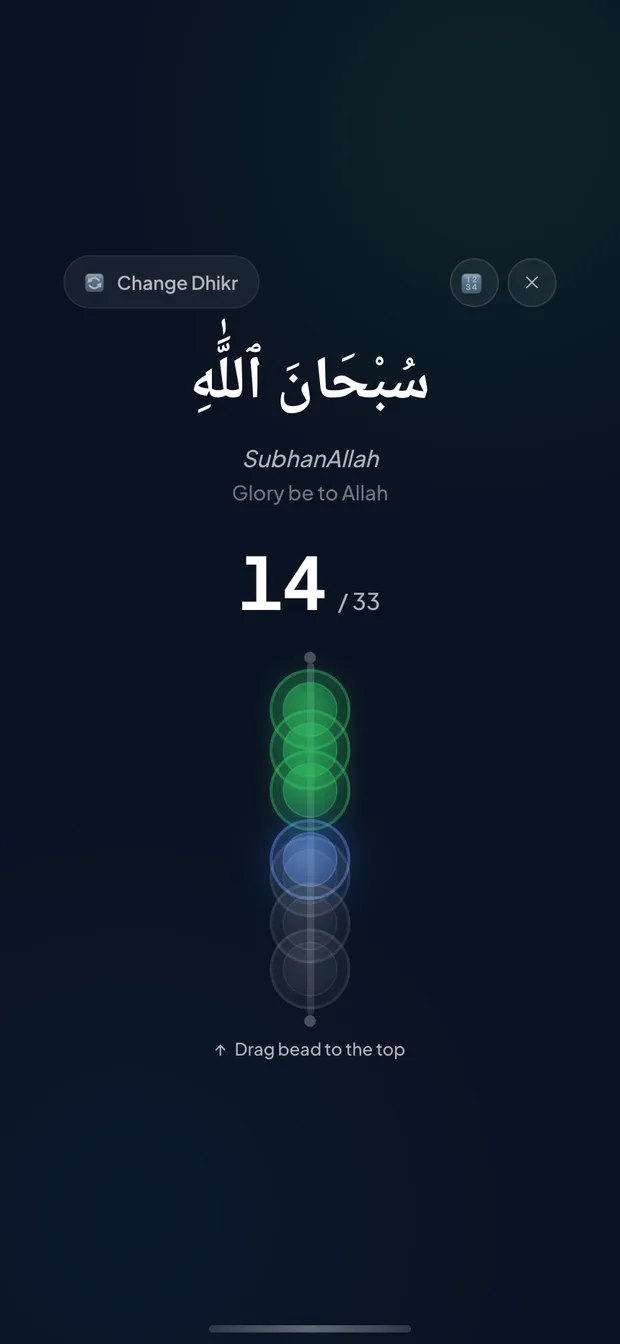 Change Dhikr
سُبْحَانَ ٱللَّٰهِ
SubhanAllah
Glory be to Allah
14 / 33
↑ Drag bead to the top